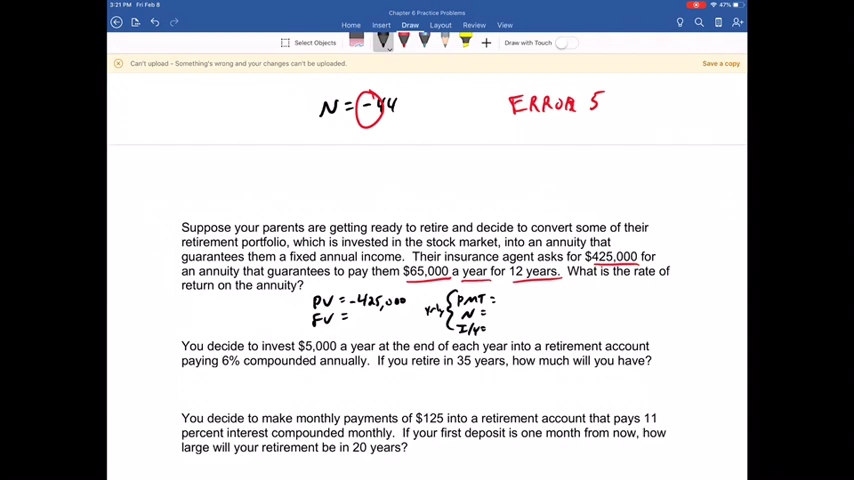 3:21 PM Fri Feb 8
47%
Chapter 6 Practice Problems
Home Insert Draw Layout Review View
Select Objects
Draw with Touch
Can't upload - Something's wrong and your changes can't be uploaded.
Save a copy
N = -44
ERROR 5
Suppose your parents are getting ready to retire and decide to convert some of their
retirement portfolio, which is invested in the stock market, into an annuity that
guarantees them a fixed annual income. Their insurance agent asks for $425,000 for
an annuity that guarantees to pay them $65,000 a year for 12 years. What is the rate of
return on the annuity?
PV = -425,000
FV =
yrly
PMT =
N =
I/Y=
You decide to invest $5,000 a year at the end of each year into a retirement account
paying 6% compounded annually. If you retire in 35 years, how much will you have?
You decide to make monthly payments of $125 into a retirement account that pays 11
percent interest compounded monthly. If your first deposit is one month from now, how
large will your retirement be in 20 years?